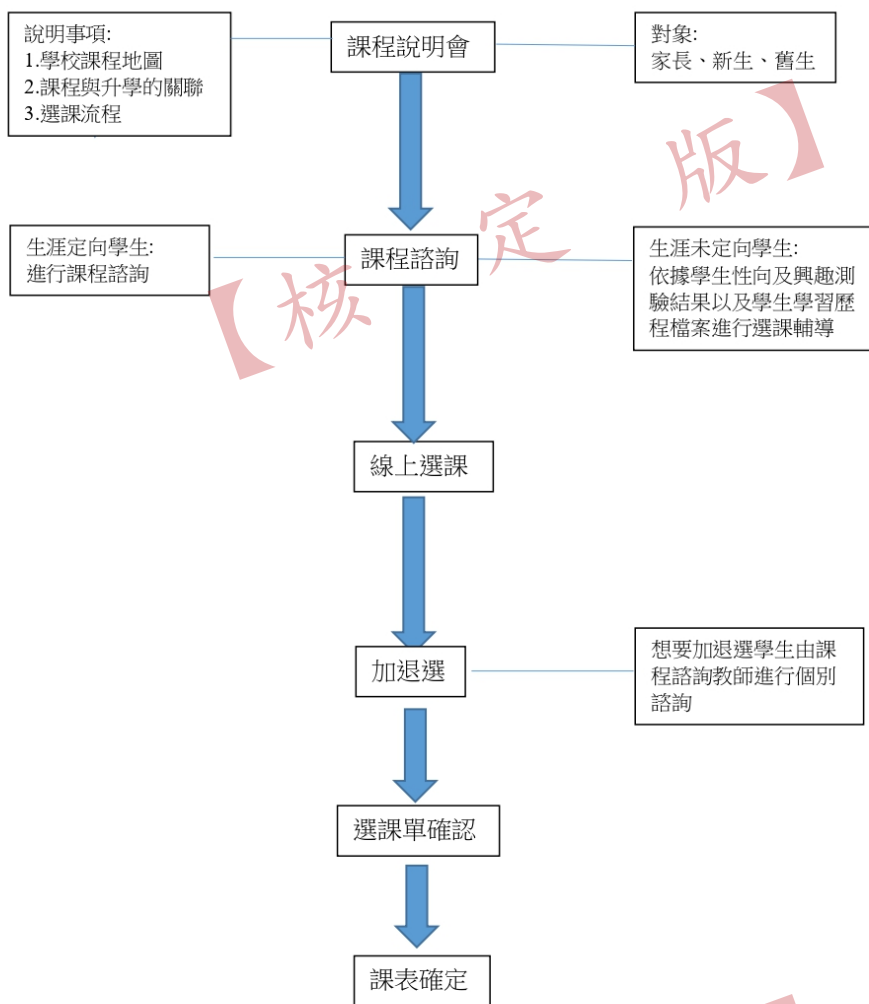 說明事項:
1.學校課程地圖
2.課程與升學的關聯
3.選課流程
課程說明會
對象:
家長、新生、舊生
生涯定向學生:
進行課程諮詢
課程諮詢
生涯未定向學生:
依據學生性向及興趣測
驗結果以及學生學習歷
程檔案進行選課輔導
【核定版】
線上選課
加退選
想要加退選學生由課
程諮詢教師進行個別
諮詢
選課單確認
課表確定